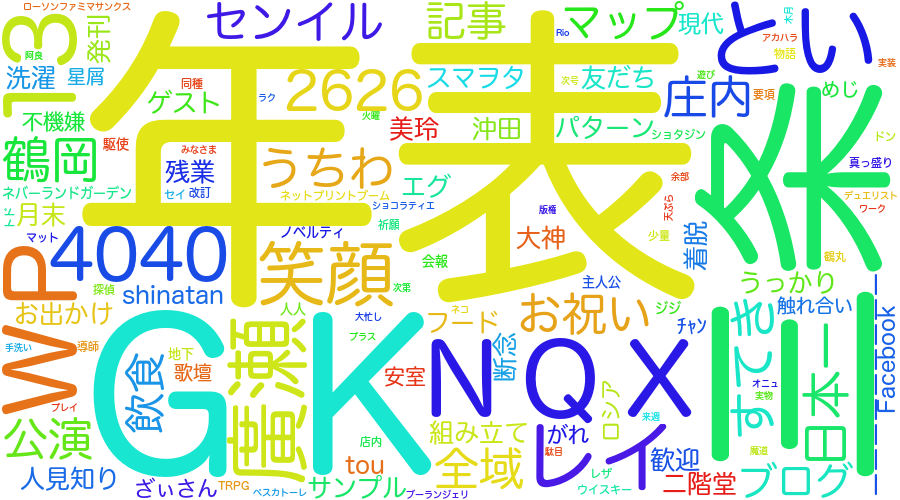 ローソンファミマサンクス
13
阿良
発刊
洗濯
星屑
不機嫌
鶴岡
駆使
ネバーランドガーデン
月末
マット
年表
センイル
同種
ゲスト
ラク
みなさま
残業
セイ
改訂
2626
火曜
うちわ
ネットプリントブーム
ショコラティエ
記事
スマヲタ
美玲
沖田
エグ
祈願
版権
マップ
Rio
次号
友だち
パターン
ショタジン
遊び
余部
天ぷら
少量
現代
アカハラ
物語
末月
とい
実装
庄内
要項
めじ
ドン
真っ盛り
デュエリスト
ワーク
鶴丸
着脱
大神
主人公
ノベルティ
会報
次第
笑顔
4040
WP
shinatan
探偵
お出かけ
手洗い
導師
プレイ
人人
大忙し
プラス
ネコ
フード
お祝い
ジジ
うっかり
触れ合い
チャン
GK
廣瀬
NQX
断念
ロシア
すてき
オニュ
実物
日本一
Facebook
飲食
地下
歌壇
公演
安室
店内
組み立て
レイ
がれ
駄目
来週
歓迎
魔道
人見知り
ざぃさん
TRPG
tou
サンプル
全域
レザ
ウイスキー
二階堂
ブログ
ペスカトーレ
ブーランジェリ